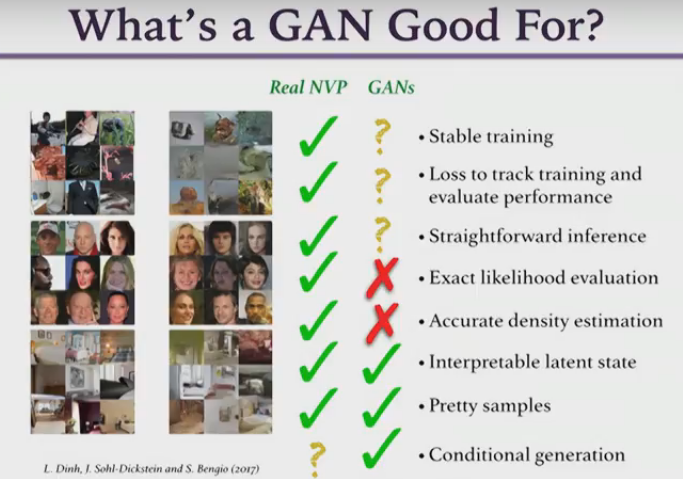 What's a GAN Good For?
Real NVP GANs
✓ ? • Stable training
✓ ? • Loss to track training and
evaluate performance
✓ ? • Straightforward inference
✓ ✗ • Exact likelihood evaluation
✓ ✗ • Accurate density estimation
✓ ✓ • Interpretable latent state
✓ ✓ • Pretty samples
? ✓ • Conditional generation
L. Dinh, J. Sohl-Dickstein and S. Bengio (2017)